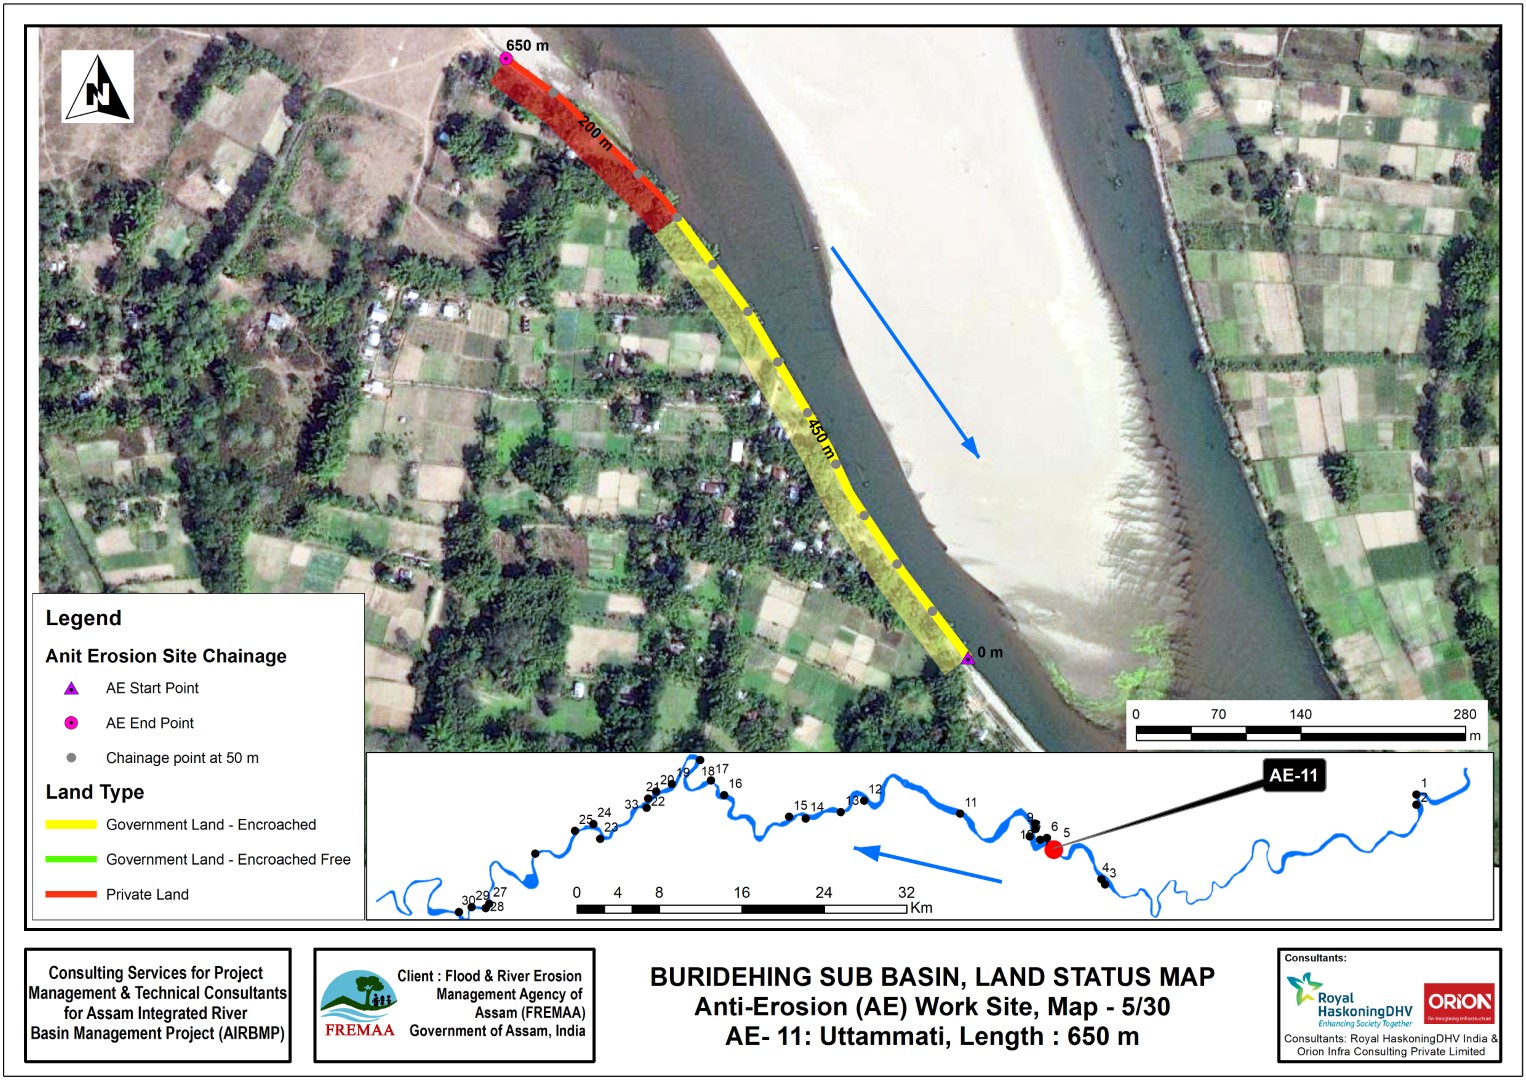 650 m
N
200 m
450 m
0 m
Legend
Anit Erosion Site Chainage
AE Start Point
AE End Point
Chainage point at 50 m
Land Type
Government Land - Encroached
Government Land - Encroached Free
Private Land
0 70 140 280
m
AE-11
1
2
3
4
5
6
9
11
12
13
14
15
16
17
18
19
20
21
22
33
24
25
23
27
29
28
30
0 4 8 16 24 32
Km
Consulting Services for Project
Management & Technical Consultants
for Assam Integrated River
Basin Management Project (AIRBMP)
FREMAA
Client : Flood & River Erosion
Management Agency of
Assam (FREMAA)
Government of Assam, India
BURIDEHING SUB BASIN, LAND STATUS MAP
Anti-Erosion (AE) Work Site, Map - 5/30
AE- 11: Uttammati, Length : 650 m
Consultants:
Royal
HaskoningDHV
Enhancing Society Together
ORION
Re-imagining Infrastructure
Consultants: Royal HaskoningDHV India &
Orion Infra Consulting Private Limited